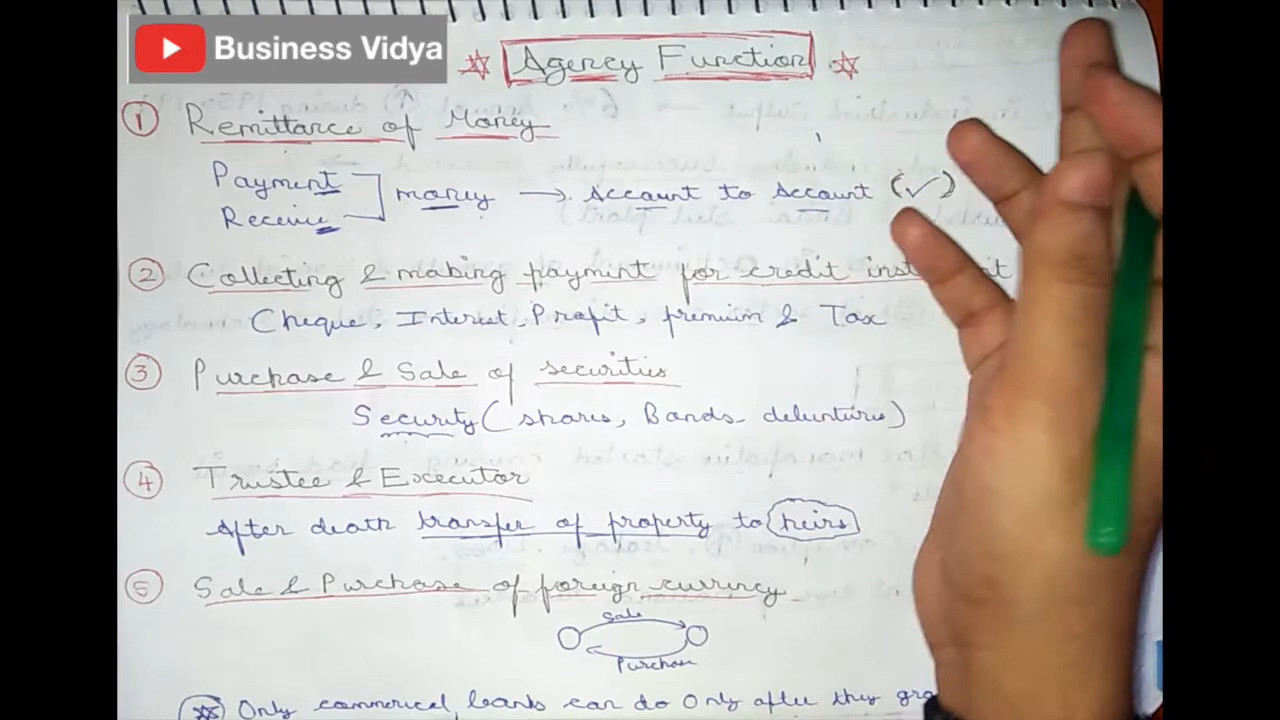 Business Vidya
Agency Function
① Remittance of Money
Payment
Receive
money → Account to Account (✓)
② Collecting & making payment for credit
Cheque, Interest, Profit, premium & Tax
③ Purchase & Sale of securities
Security (shares, Bonds debentures)
④ Trustee & Executor
After death transfer of property to heirs
⑤ Sale & Purchase of foreign currency
Sale
Purchase
Only commerical banks can do only after they